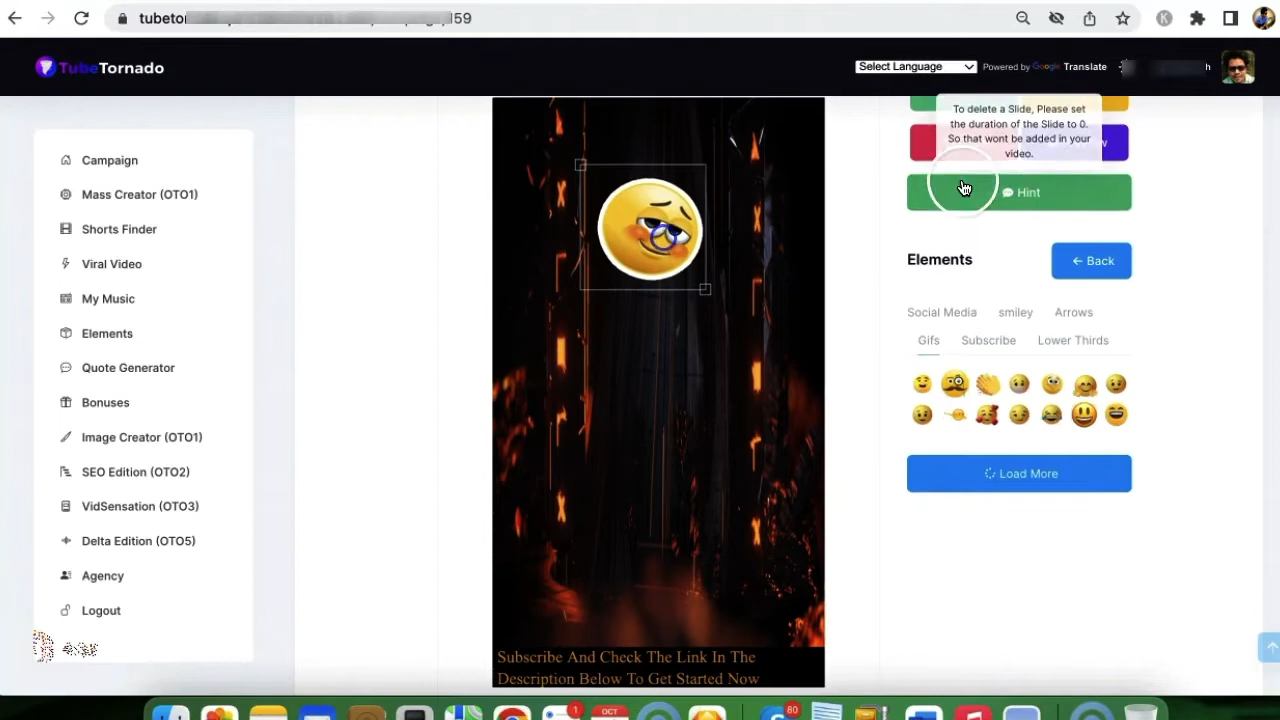 159
TubeTornado
Select Language
Powered by Google Translate
h
Campaign
Mass Creator (OTO1)
Shorts Finder
Viral Video
My Music
Elements
Quote Generator
Bonuses
Image Creator (OTO1)
SEO Edition (OTO2)
VidSensation (OTO3)
Delta Edition (OTO5)
Agency
Logout
Subscribe And Check The Link In The
Description Below To Get Started Now
To delete a Slide, Please set
the duration of the Slide to 0.
So that wont be added in your
video.
Hint
Elements
← Back
Social Media
smiley
Arrows
Gifs
Subscribe
Lower Thirds
Load More
K
1
OCT
80